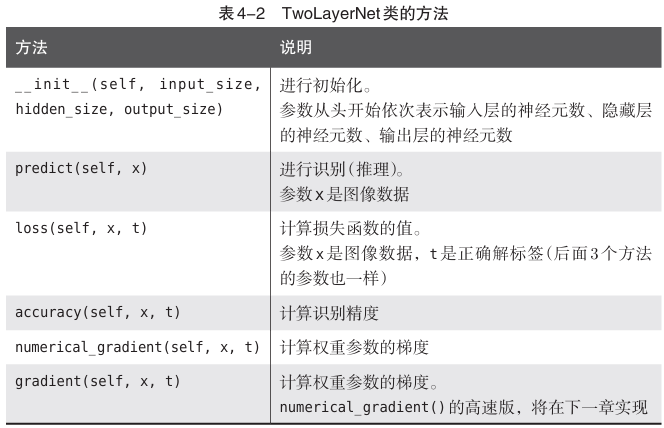 表4-2 TwoLayerNet类的方法
方法 说明
__init__(self, input_size, 进行初始化。
hidden_size, output_size) 参数从头开始依次表示输入层的神经元数、隐藏层
的神经元数、输出层的神经元数
predict(self, x) 进行识别(推理)。
参数x是图像数据
loss(self, x, t) 计算损失函数的值。
参数x是图像数据，t是正确解标签(后面3个方法
的参数也一样)
accuracy(self, x, t) 计算识别精度
numerical_gradient(self, x, t) 计算权重参数的梯度
gradient(self, x, t) 计算权重参数的梯度。
numerical_gradient()的高速版，将在下一章实现